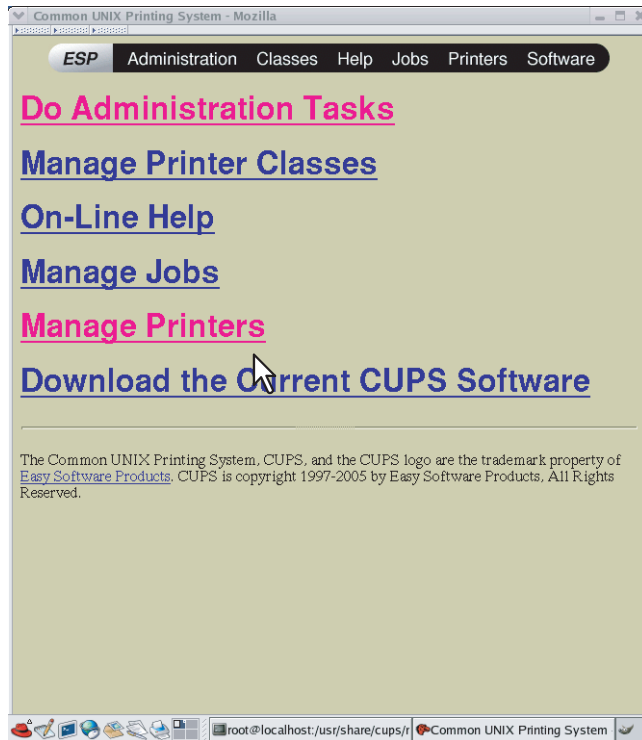 Common UNIX Printing System - Mozilla
ESP Administration Classes Help Jobs Printers Software
Do Administration Tasks
Manage Printer Classes
On-Line Help
Manage Jobs
Manage Printers
Download the Current CUPS Software
The Common UNIX Printing System, CUPS, and the CUPS logo are the trademark property of
Easy Software Products. CUPS is copyright 1997-2005 by Easy Software Products, All Rights
Reserved.
root@localhost:/usr/share/cups/r Common UNIX Printing System